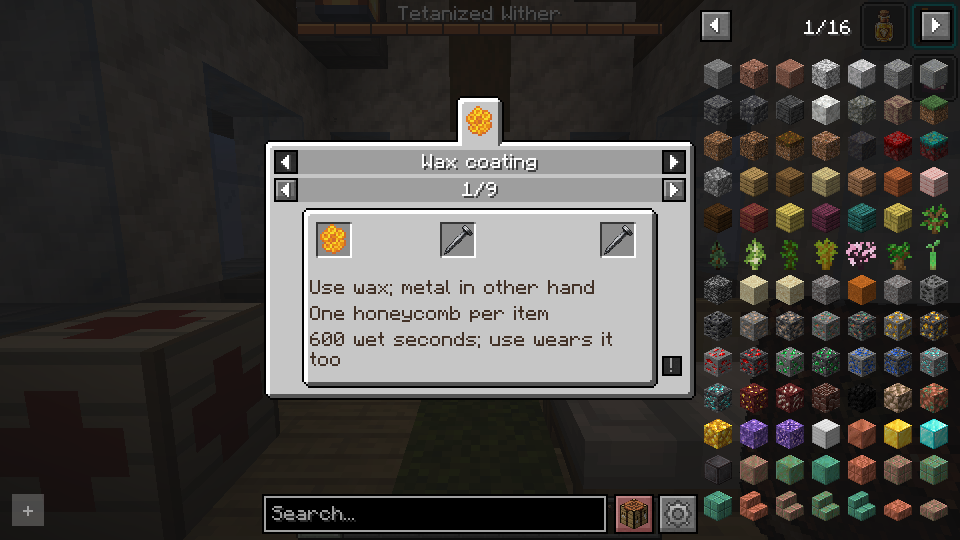 Tetanized Wither
1/16
Wax coating
1/9
Use wax; metal in other hand
One honeycomb per item
600 wet seconds; use wears it
too
!
+
Search...